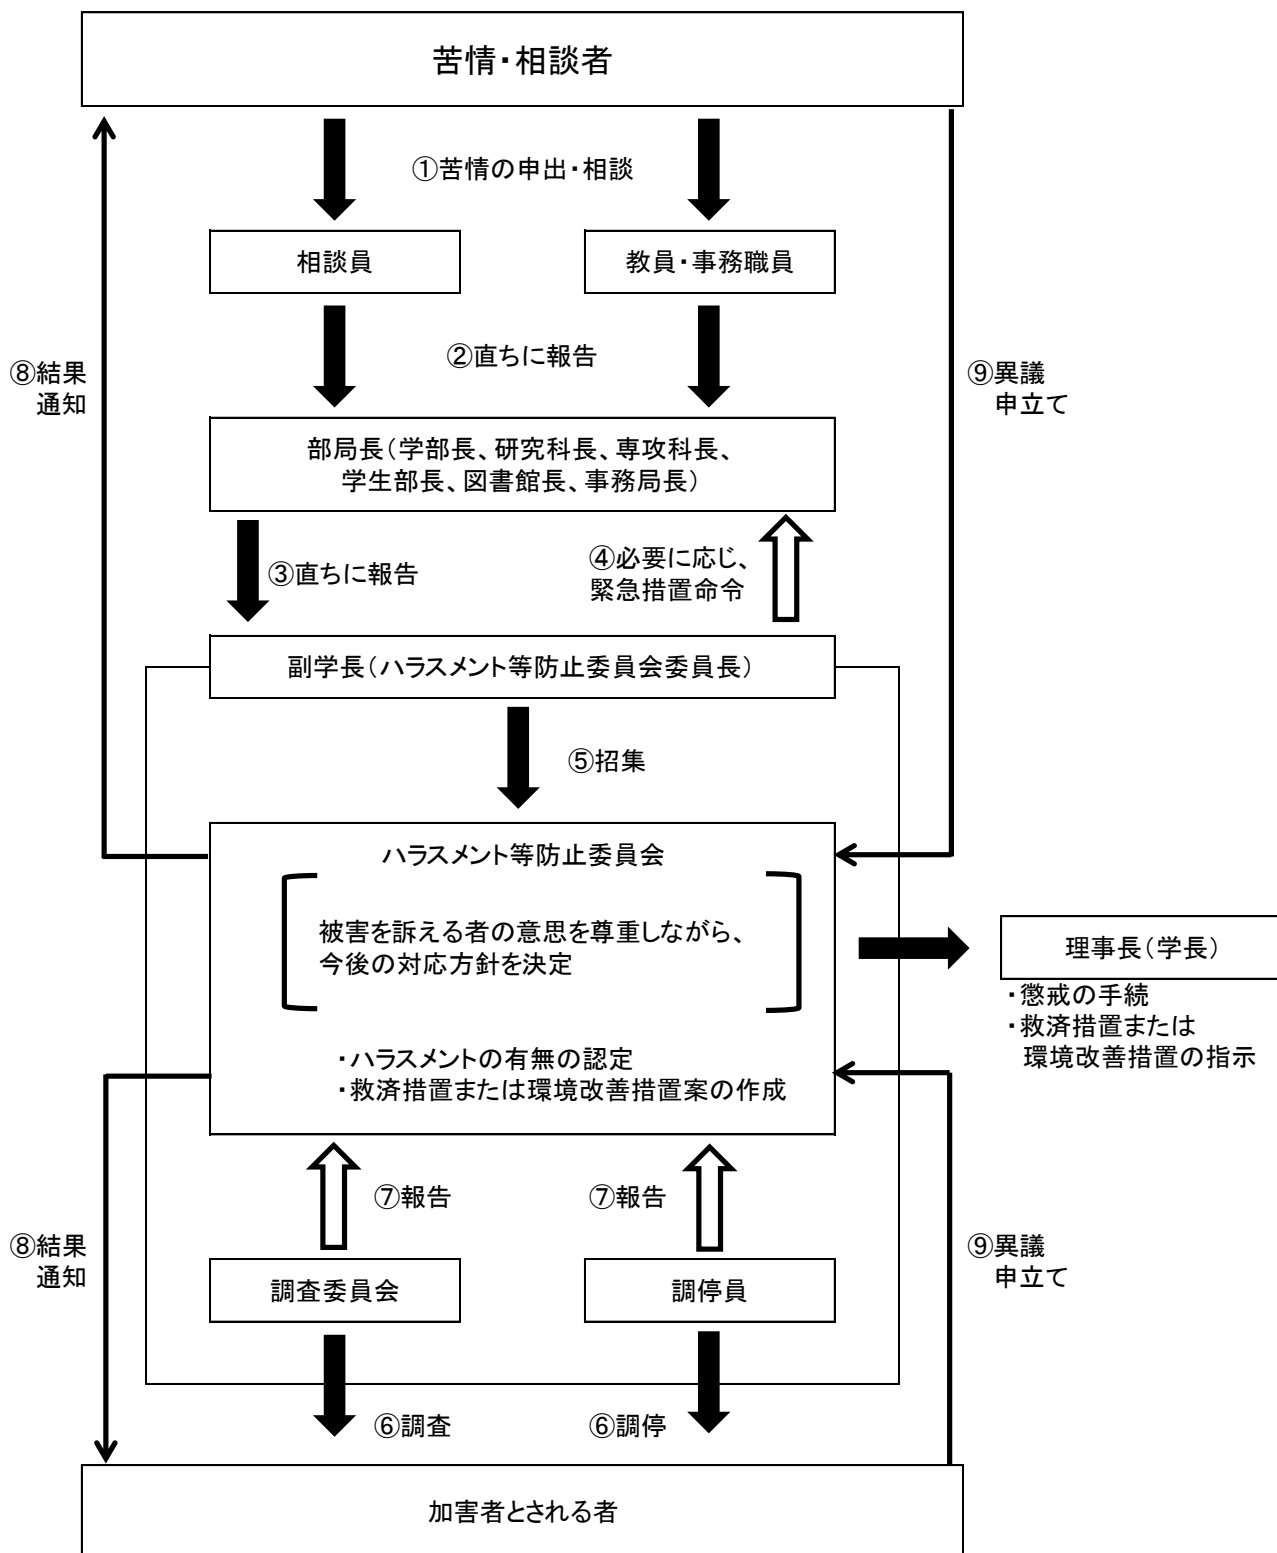 苦情・相談者
①苦情の申出・相談
相談員
教員・事務職員
②直ちに報告
⑧結果
通知
⑨異議
申立て
部局長（学部長、研究科長、専攻科長、
学生部長、図書館長、事務局長）
③直ちに報告
④必要に応じ、
緊急措置命令
副学長（ハラスメント等防止委員会委員長）
⑤招集
ハラスメント等防止委員会
被害を訴える者の意思を尊重しながら、
今後の対応方針を決定
・ハラスメントの有無の認定
・救済措置または環境改善措置案の作成
理事長（学長）
・懲戒の手続
・救済措置または
環境改善措置の指示
⑦報告
⑦報告
⑧結果
通知
⑨異議
申立て
調査委員会
調停員
⑥調査
⑥調停
加害者とされる者